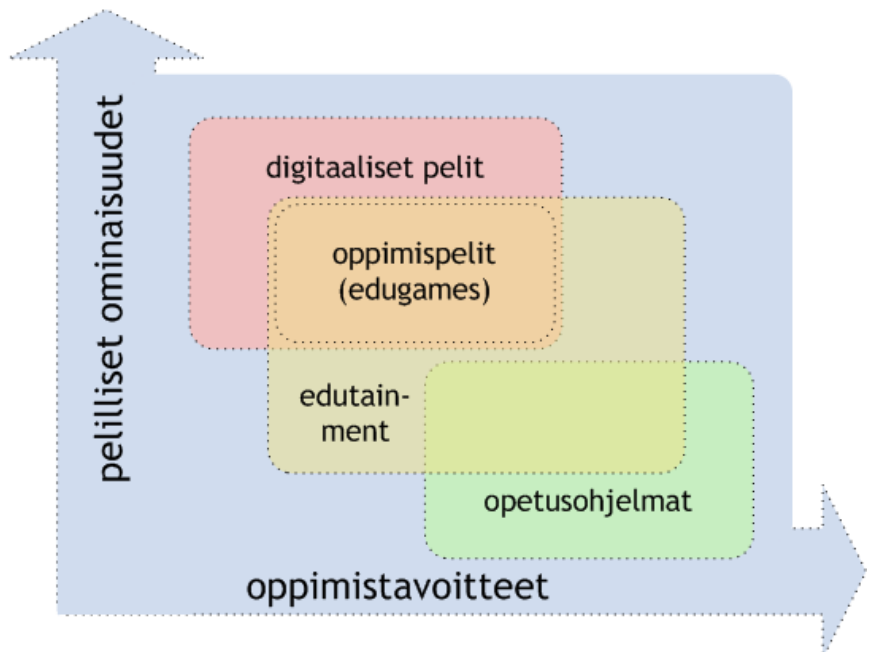 pelilliset ominaisuudet
digitaaliset pelit
oppimispelit
(edugames)
edutain-
ment
opetusohjelmat
oppimistavoitteet